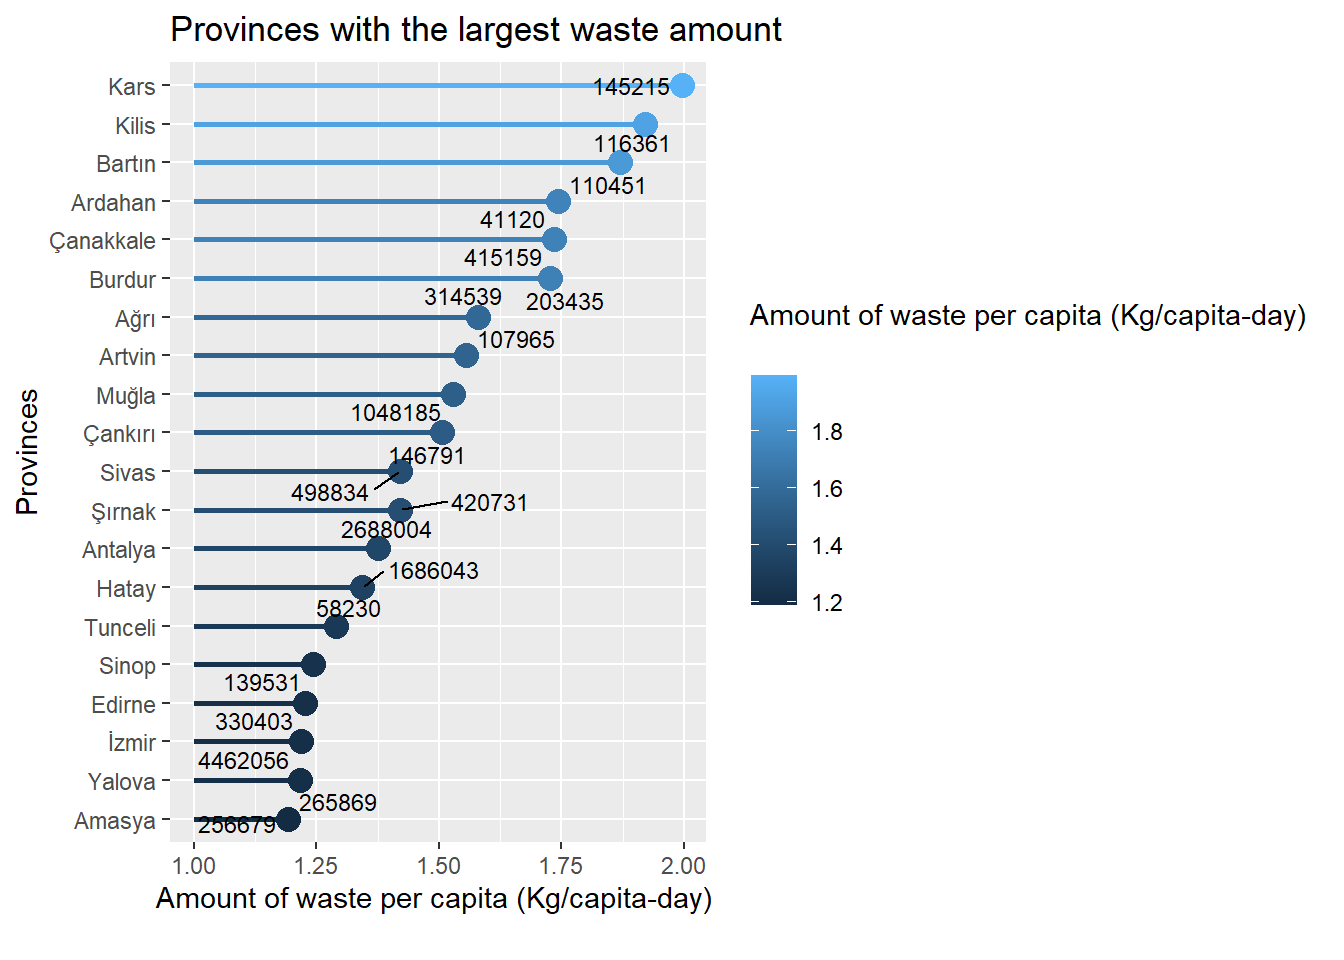 Provinces with the largest waste amount
Provinces
Kars
145215
Kilis
116361
Bartın
110451
Ardahan
41120
Çanakkale
415159
Burdur
314539
203435
Ağrı
107965
Artvin
Muğla
1048185
Çankırı
146791
Sivas
498834
420731
Şırnak
2688004
Antalya
1686043
Hatay
58230
Tunceli
Sinop
139531
Edirne
330403
İzmir
4462056
Yalova
265869
Amasya
256679
1.00 1.25 1.50 1.75 2.00
Amount of waste per capita (Kg/capita-day)
Amount of waste per capita (Kg/capita-day)
1.8
1.6
1.4
1.2